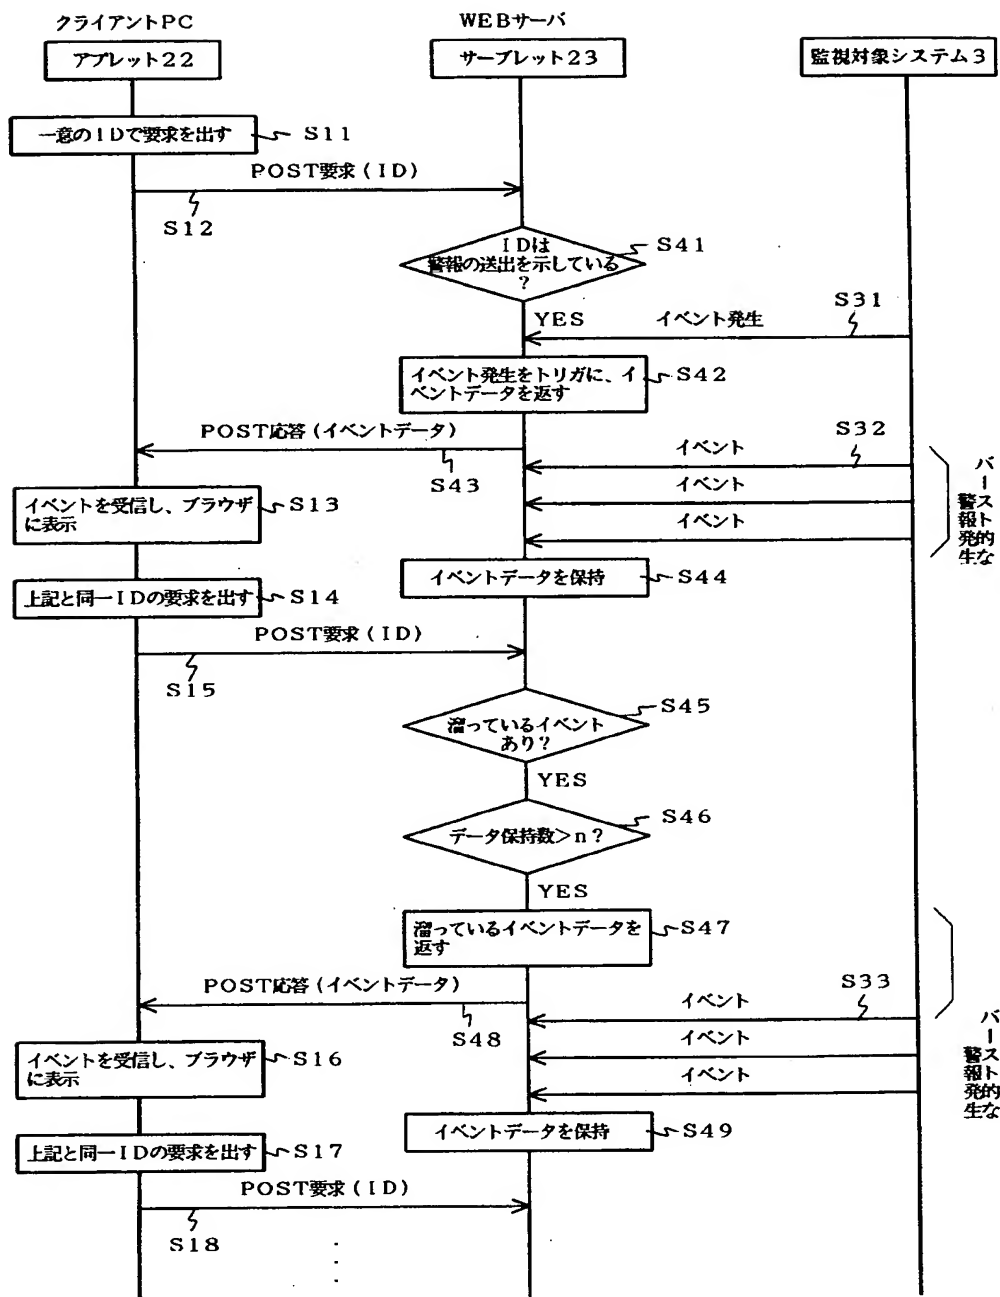 クライアントPC
WEBサーバ
アプレット22
サーブレット23
監視対象システム3
一意のIDで要求を出す
S11
POST要求(ID)
S12
IDは
警報の送出を示している
?
S41
YES
イベント発生
S31
イベント発生をトリガに、イ
ベントデータを返す
S42
POST応答(イベントデータ)
S43
イベント
S32
イベント
イベント
バースト的な
警報発生
イベントを受信し、ブラウザ
に表示
S13
イベントデータを保持
S44
上記と同一IDの要求を出す
S14
POST要求(ID)
S15
溜っているイベント
あり?
S45
YES
データ保持数>n?
S46
YES
溜っているイベントデータを
返す
S47
POST応答(イベントデータ)
S48
イベント
S33
イベント
イベント
バースト的な
警報発生
イベントを受信し、ブラウザ
に表示
S16
イベントデータを保持
S49
上記と同一IDの要求を出す
S17
POST要求(ID)
S18